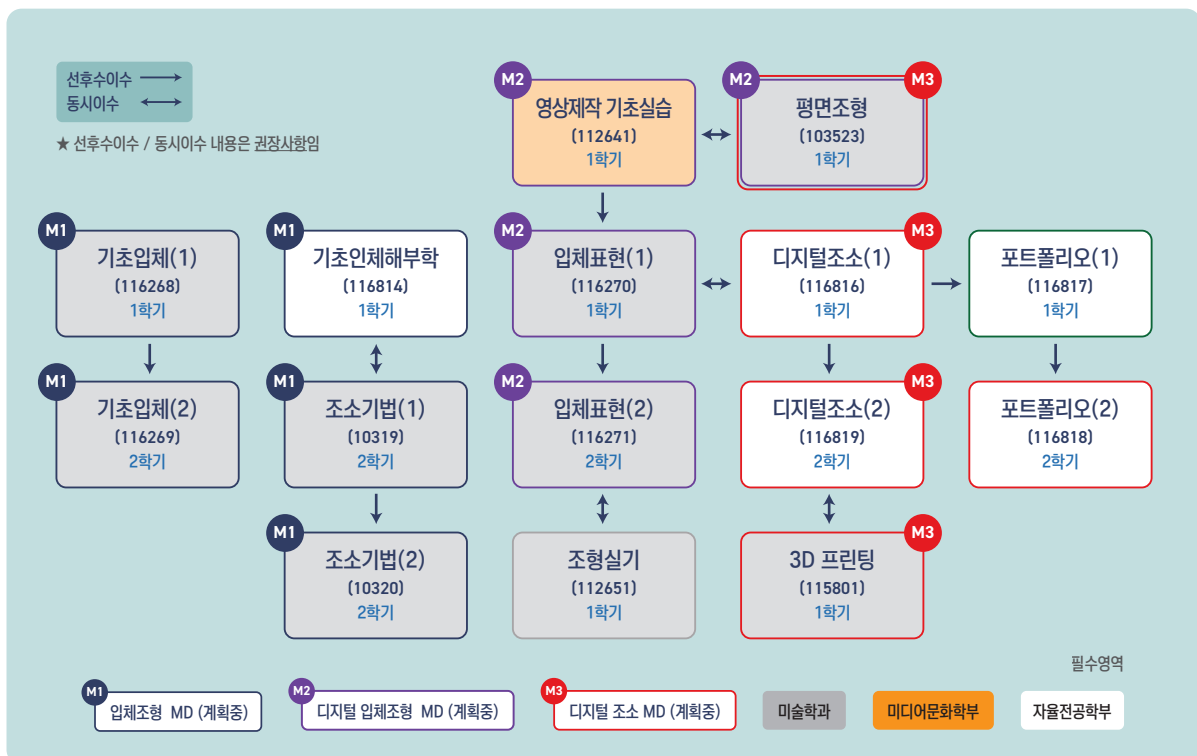 선후수이수
동시이수
★ 선후수이수 / 동시이수 내용은 권장사항임
M2
영상제작 기초실습
(112641)
1학기
M2
M3
평면조형
(103523)
1학기
M1
기초입체(1)
(116268)
1학기
M1
기초인체해부학
(116814)
1학기
M2
입체표현(1)
(116270)
1학기
M3
디지털조소(1)
(116816)
1학기
포트폴리오(1)
(116817)
1학기
M1
기초입체(2)
(116269)
2학기
M1
조소기법(1)
(10319)
2학기
M2
입체표현(2)
(116271)
2학기
M3
디지털조소(2)
(116819)
2학기
포트폴리오(2)
(116818)
2학기
M1
조소기법(2)
(10320)
2학기
조형실기
(112651)
1학기
M3
3D 프린팅
(115801)
1학기
필수영역
M1
입체조형 MD (계획중)
M2
디지털 입체조형 MD (계획중)
M3
디지털 조소 MD (계획중)
미술학과
미디어문화학부
자율전공학부